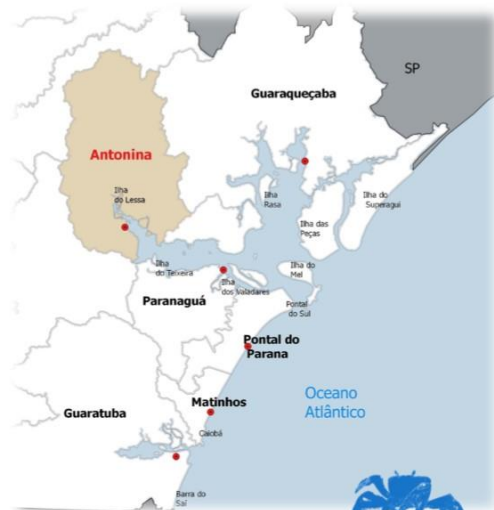 SP
Guaraqueçaba
Antonina
Ilha
do Lessa
Ilha
Rasa
Ilha do
Superagui
Ilha das
Peças
Ilha
do Teixeira
Ilha do
Mel
Ilha
dos Valadares
Paranaguá
Pontal
do Sul
Pontal do
Parana
Oceano
Atlântico
Matinhos
Guaratuba
Caiobá
Barra do
Saí